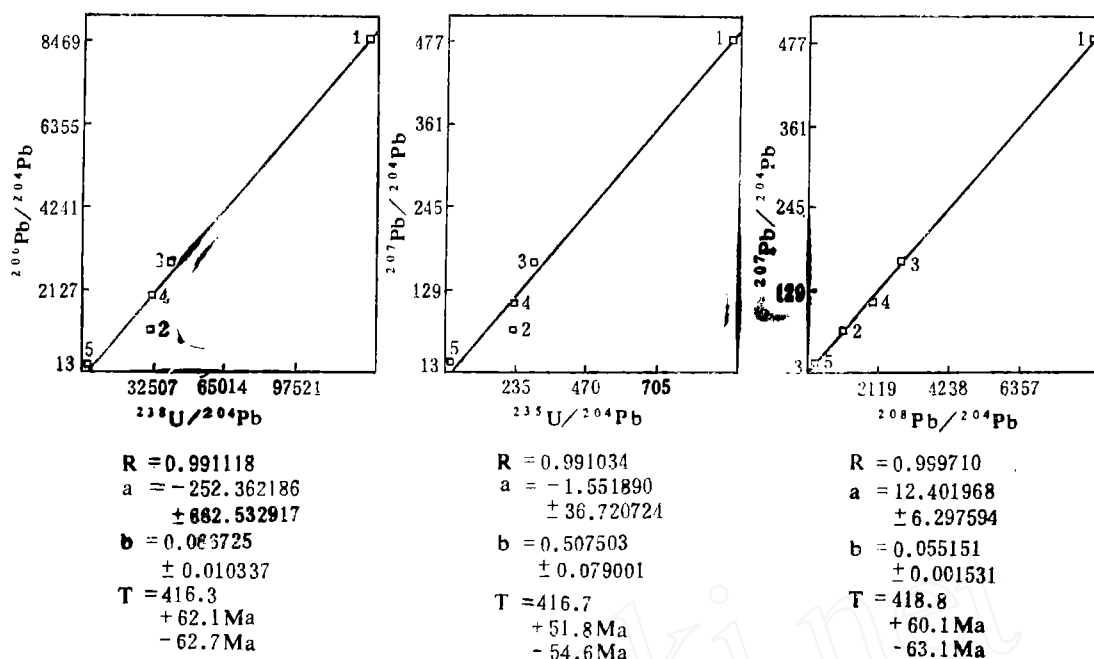 8469
6355
4241
2127
13
²⁰⁶Pb/²⁰⁴Pb
1
3
4
2
5
32507 65014 97521
²³⁸U/²⁰⁴Pb
R =0.991118
a =-252.362186
±662.532917
b =0.066725
± 0.010337
T =416.3
+62.1Ma
-62.7Ma
477
361
245
129
13
²⁰⁷Pb/²⁰⁴Pb
1
3
4
2
5
235 470 705
²³⁵U/²⁰⁴Pb
R =0.991034
a =-1.551890
±36.720724
b =0.507503
± 0.079001
T =416.7
+51.8Ma
-54.6Ma
477
361
245
129
²⁰⁷Pb/²⁰⁴Pb
1
3
4
2
5
2119 4238 6357
²⁰⁸Pb/²⁰⁴Pb
R =0.999710
a =12.401968
±6.297594
b =0.055151
±0.001531
T =418.8
+60.1Ma
-63.1Ma